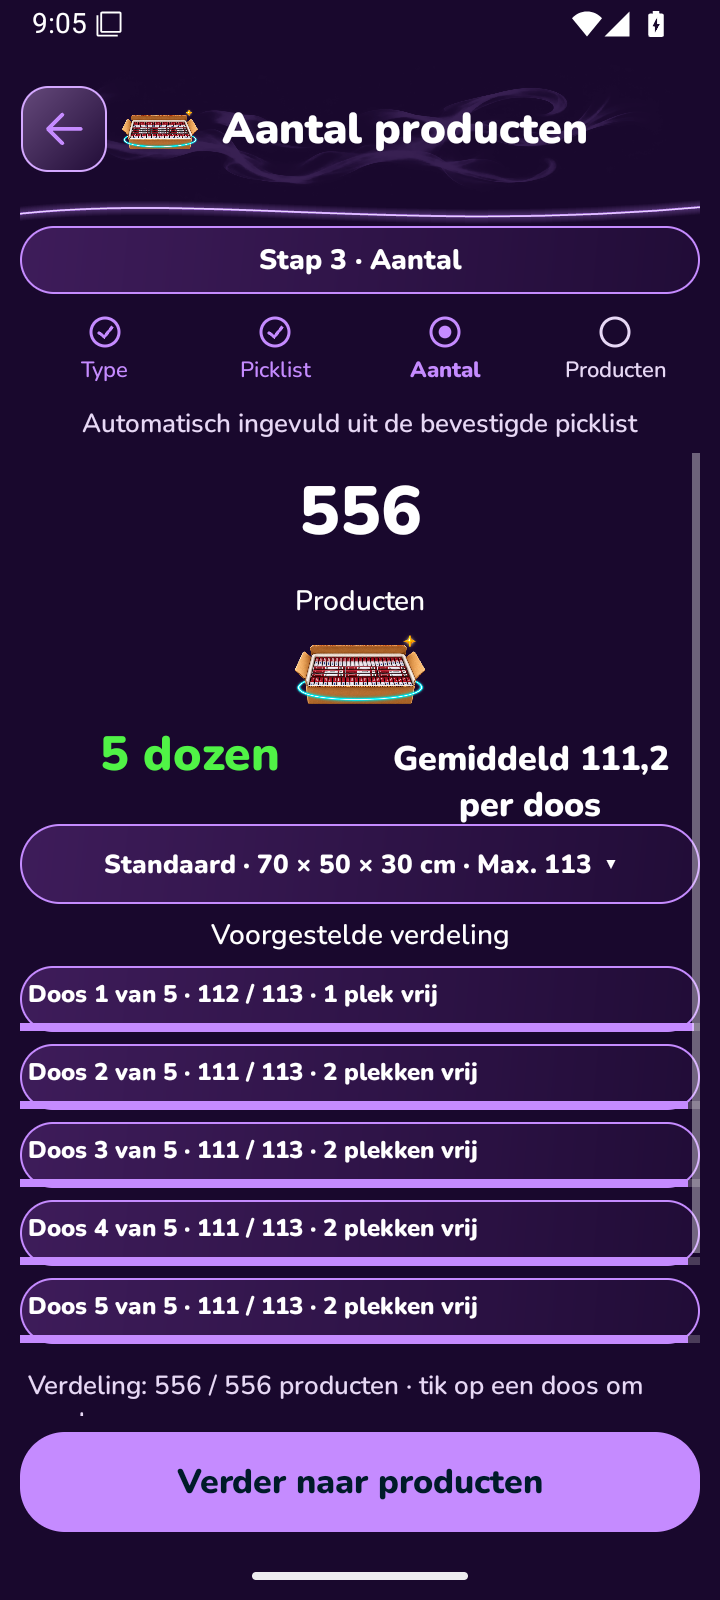 9:05
Aantal producten
Stap 3 · Aantal
Type
Picklist
Aantal
Producten
Automatisch ingevuld uit de bevestigde picklist
556
Producten
5 dozen
Gemiddeld 111,2
per doos
Standaard · 70 × 50 × 30 cm · Max. 113 ▼
Voorgestelde verdeling
Doos 1 van 5 · 112 / 113 · 1 plek vrij
Doos 2 van 5 · 111 / 113 · 2 plekken vrij
Doos 3 van 5 · 111 / 113 · 2 plekken vrij
Doos 4 van 5 · 111 / 113 · 2 plekken vrij
Doos 5 van 5 · 111 / 113 · 2 plekken vrij
Verdeling: 556 / 556 producten · tik op een doos om
Verder naar producten